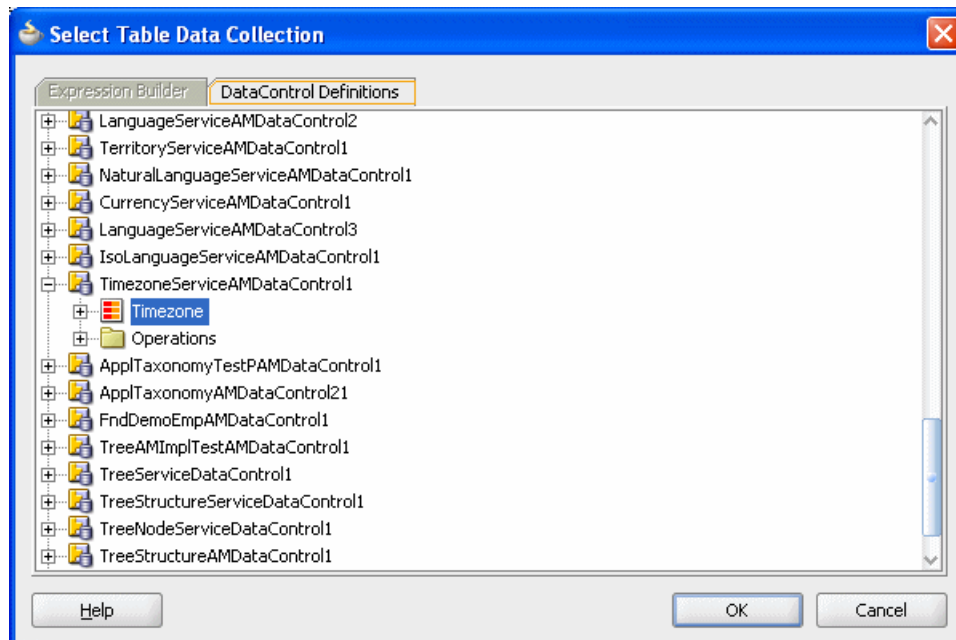 Select Table Data Collection
Expression Builder DataControl Definitions
LanguageServiceAMDataControl2
TerritoryServiceAMDataControl1
NaturalLanguageServiceAMDataControl1
CurrencyServiceAMDataControl1
LanguageServiceAMDataControl3
IsoLanguageServiceAMDataControl1
TimezoneServiceAMDataControl1
Timezone
Operations
ApplTaxonomyTestPAMDataControl1
ApplTaxonomyAMDataControl21
FndDemoEmpAMDataControl1
TreeAMImplTestAMDataControl1
TreeServiceDataControl1
TreeStructureServiceDataControl1
TreeNodeServiceDataControl1
TreeStructureAMDataControl1
Help OK Cancel